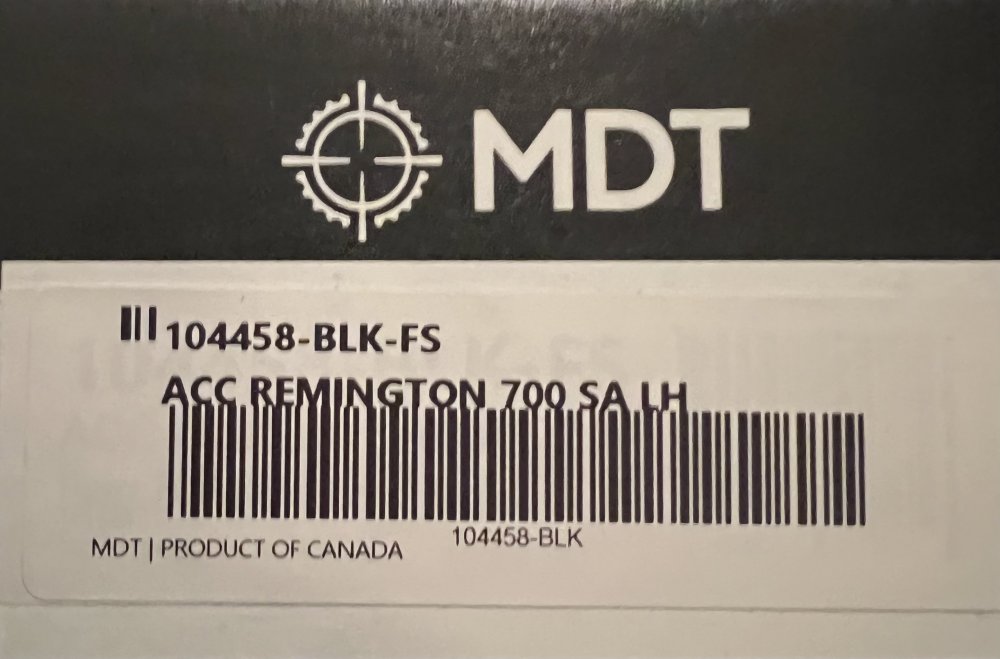 MDT
104458-BLK-FS
ACC REMINGTON 700 SA LH
104458-BLK
MDT | PRODUCT OF CANADA